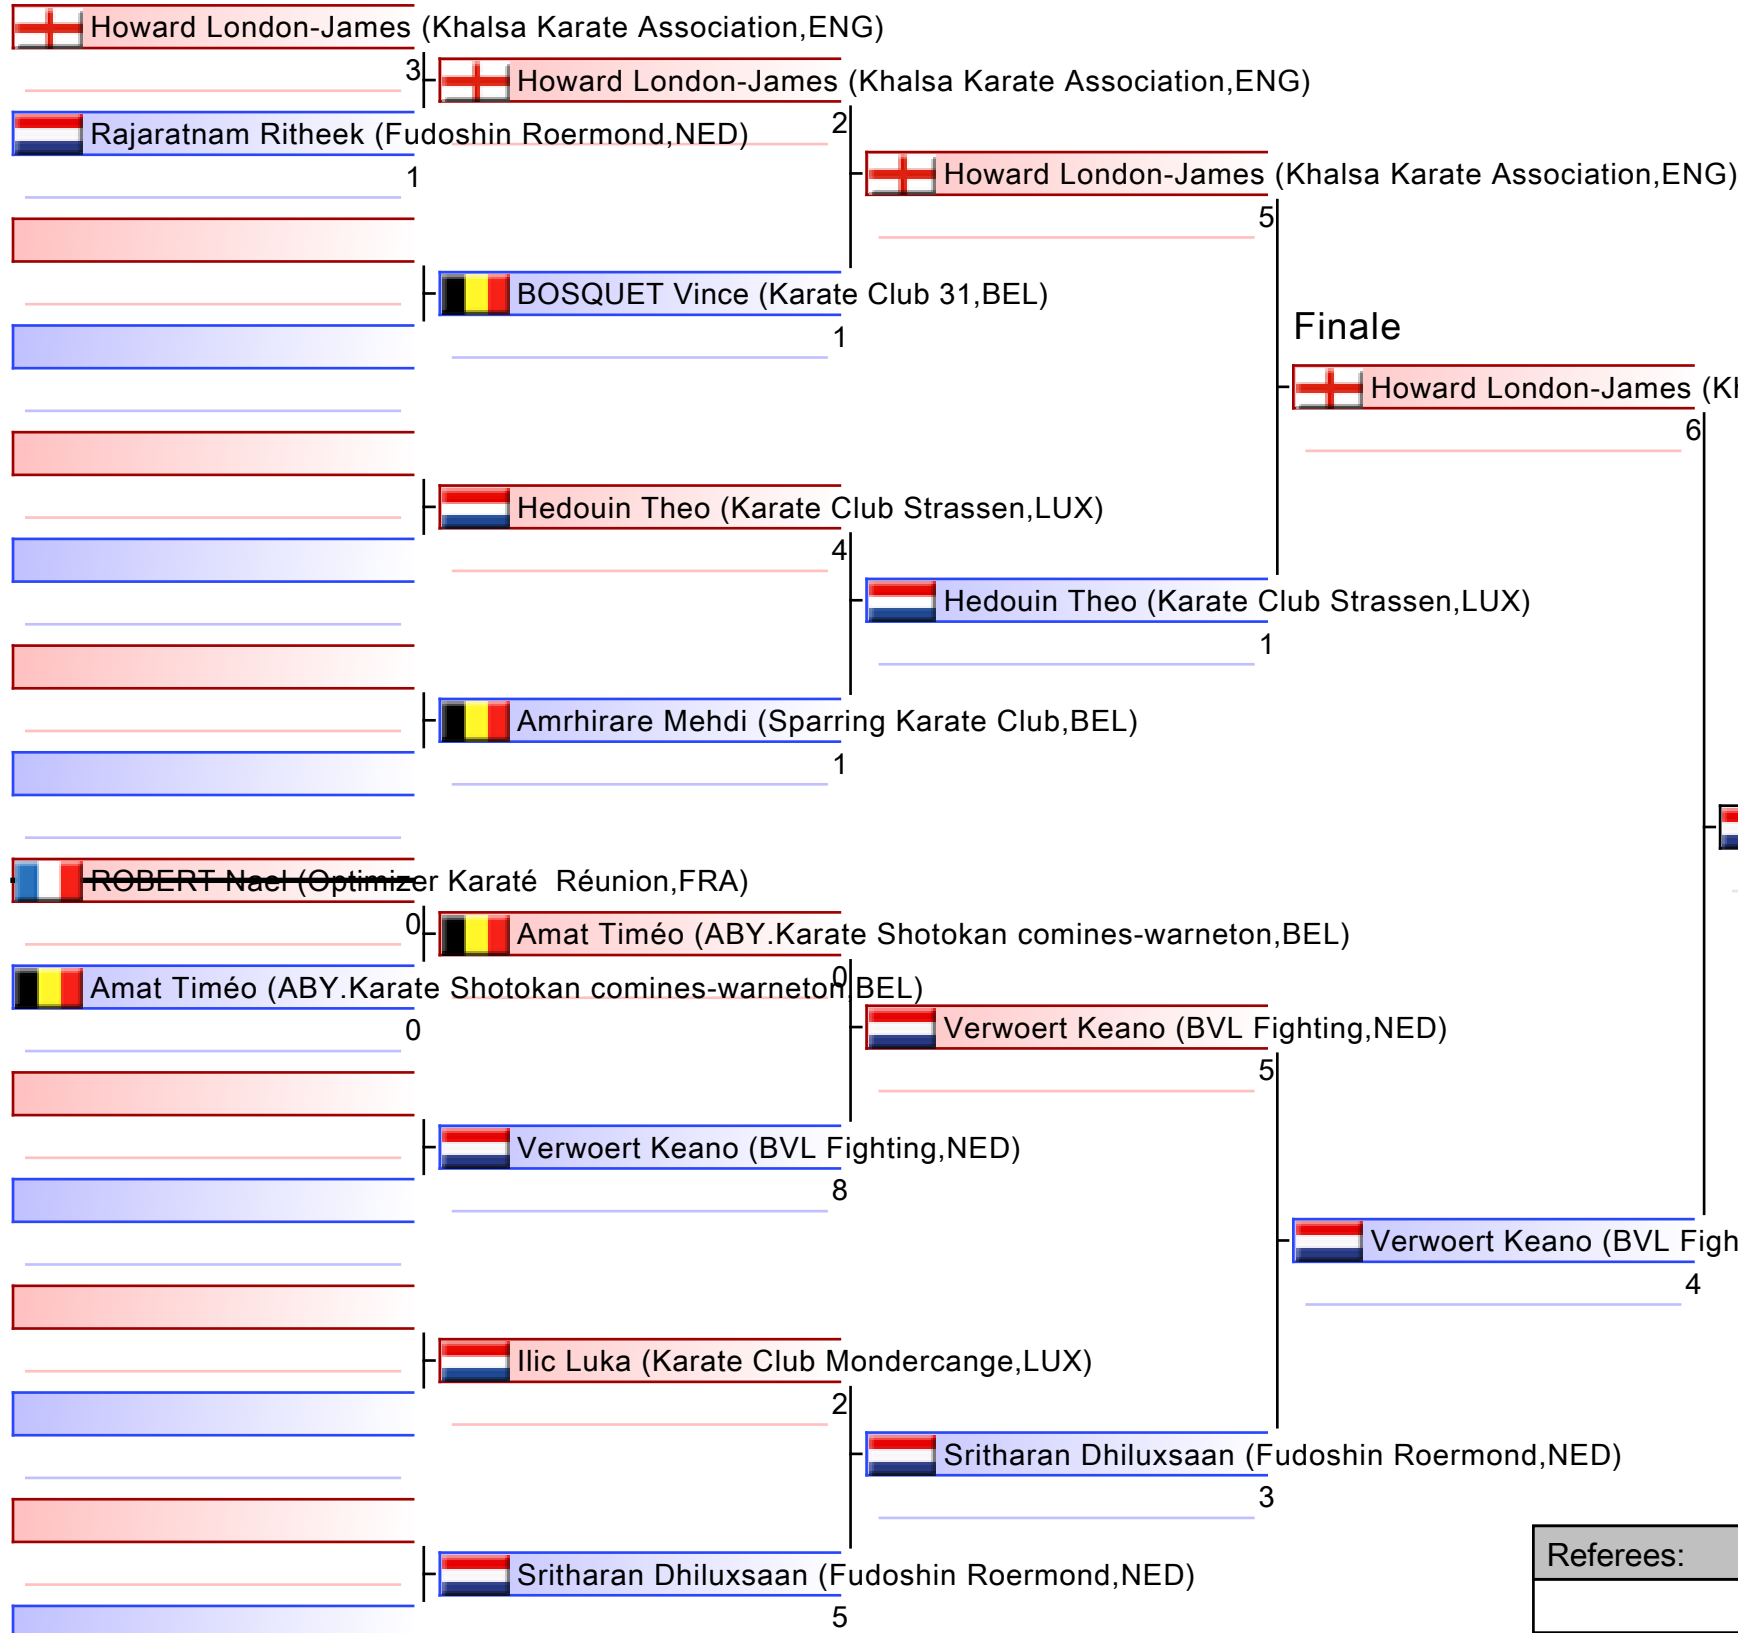 Howard London-James (Khalsa Karate Association,ENG)
3
Howard London-James (Khalsa Karate Association,ENG)
2
Rajaratnam Ritheek (Fudoshin Roermond,NED)
1
Howard London-James (Khalsa Karate Association,ENG)
5
BOSQUET Vince (Karate Club 31,BEL)
1
Finale
Howard London-James (Kh
6
Hedouin Theo (Karate Club Strassen,LUX)
4
Hedouin Theo (Karate Club Strassen,LUX)
1
Amrhirare Mehdi (Sparring Karate Club,BEL)
1
ROBERT Nael (Optimizer Karaté  Réunion,FRA)
0
Amat Timéo (ABY.Karate Shotokan comines-warneton,BEL)
0
Amat Timéo (ABY.Karate Shotokan comines-warneton,BEL)
0
Verwoert Keano (BVL Fighting,NED)
5
Verwoert Keano (BVL Fighting,NED)
8
Verwoert Keano (BVL Figh
4
Ilic Luka (Karate Club Mondercange,LUX)
2
Sritharan Dhiluxsaan (Fudoshin Roermond,NED)
3
Referees:
Sritharan Dhiluxsaan (Fudoshin Roermond,NED)
5